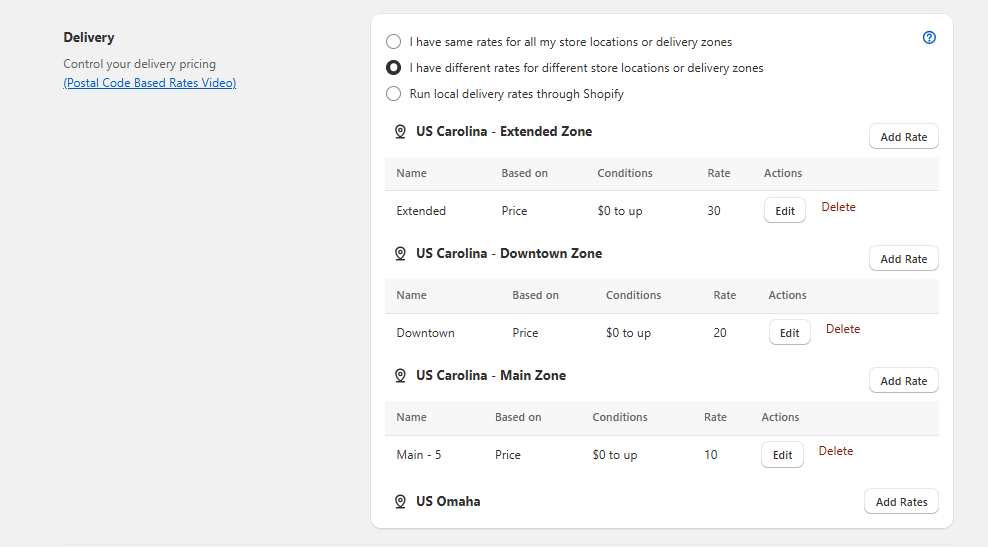 Delivery
Control your delivery pricing
(Postal Code Based Rates Video)
I have same rates for all my store locations or delivery zones
I have different rates for different store locations or delivery zones
Run local delivery rates through Shopify
US Carolina - Extended Zone
Add Rate
Name Based on Conditions Rate Actions
Extended Price $0 to up 30 Edit Delete
US Carolina - Downtown Zone
Add Rate
Name Based on Conditions Rate Actions
Downtown Price $0 to up 20 Edit Delete
US Carolina - Main Zone
Add Rate
Name Based on Conditions Rate Actions
Main - 5 Price $0 to up 10 Edit Delete
US Omaha
Add Rates